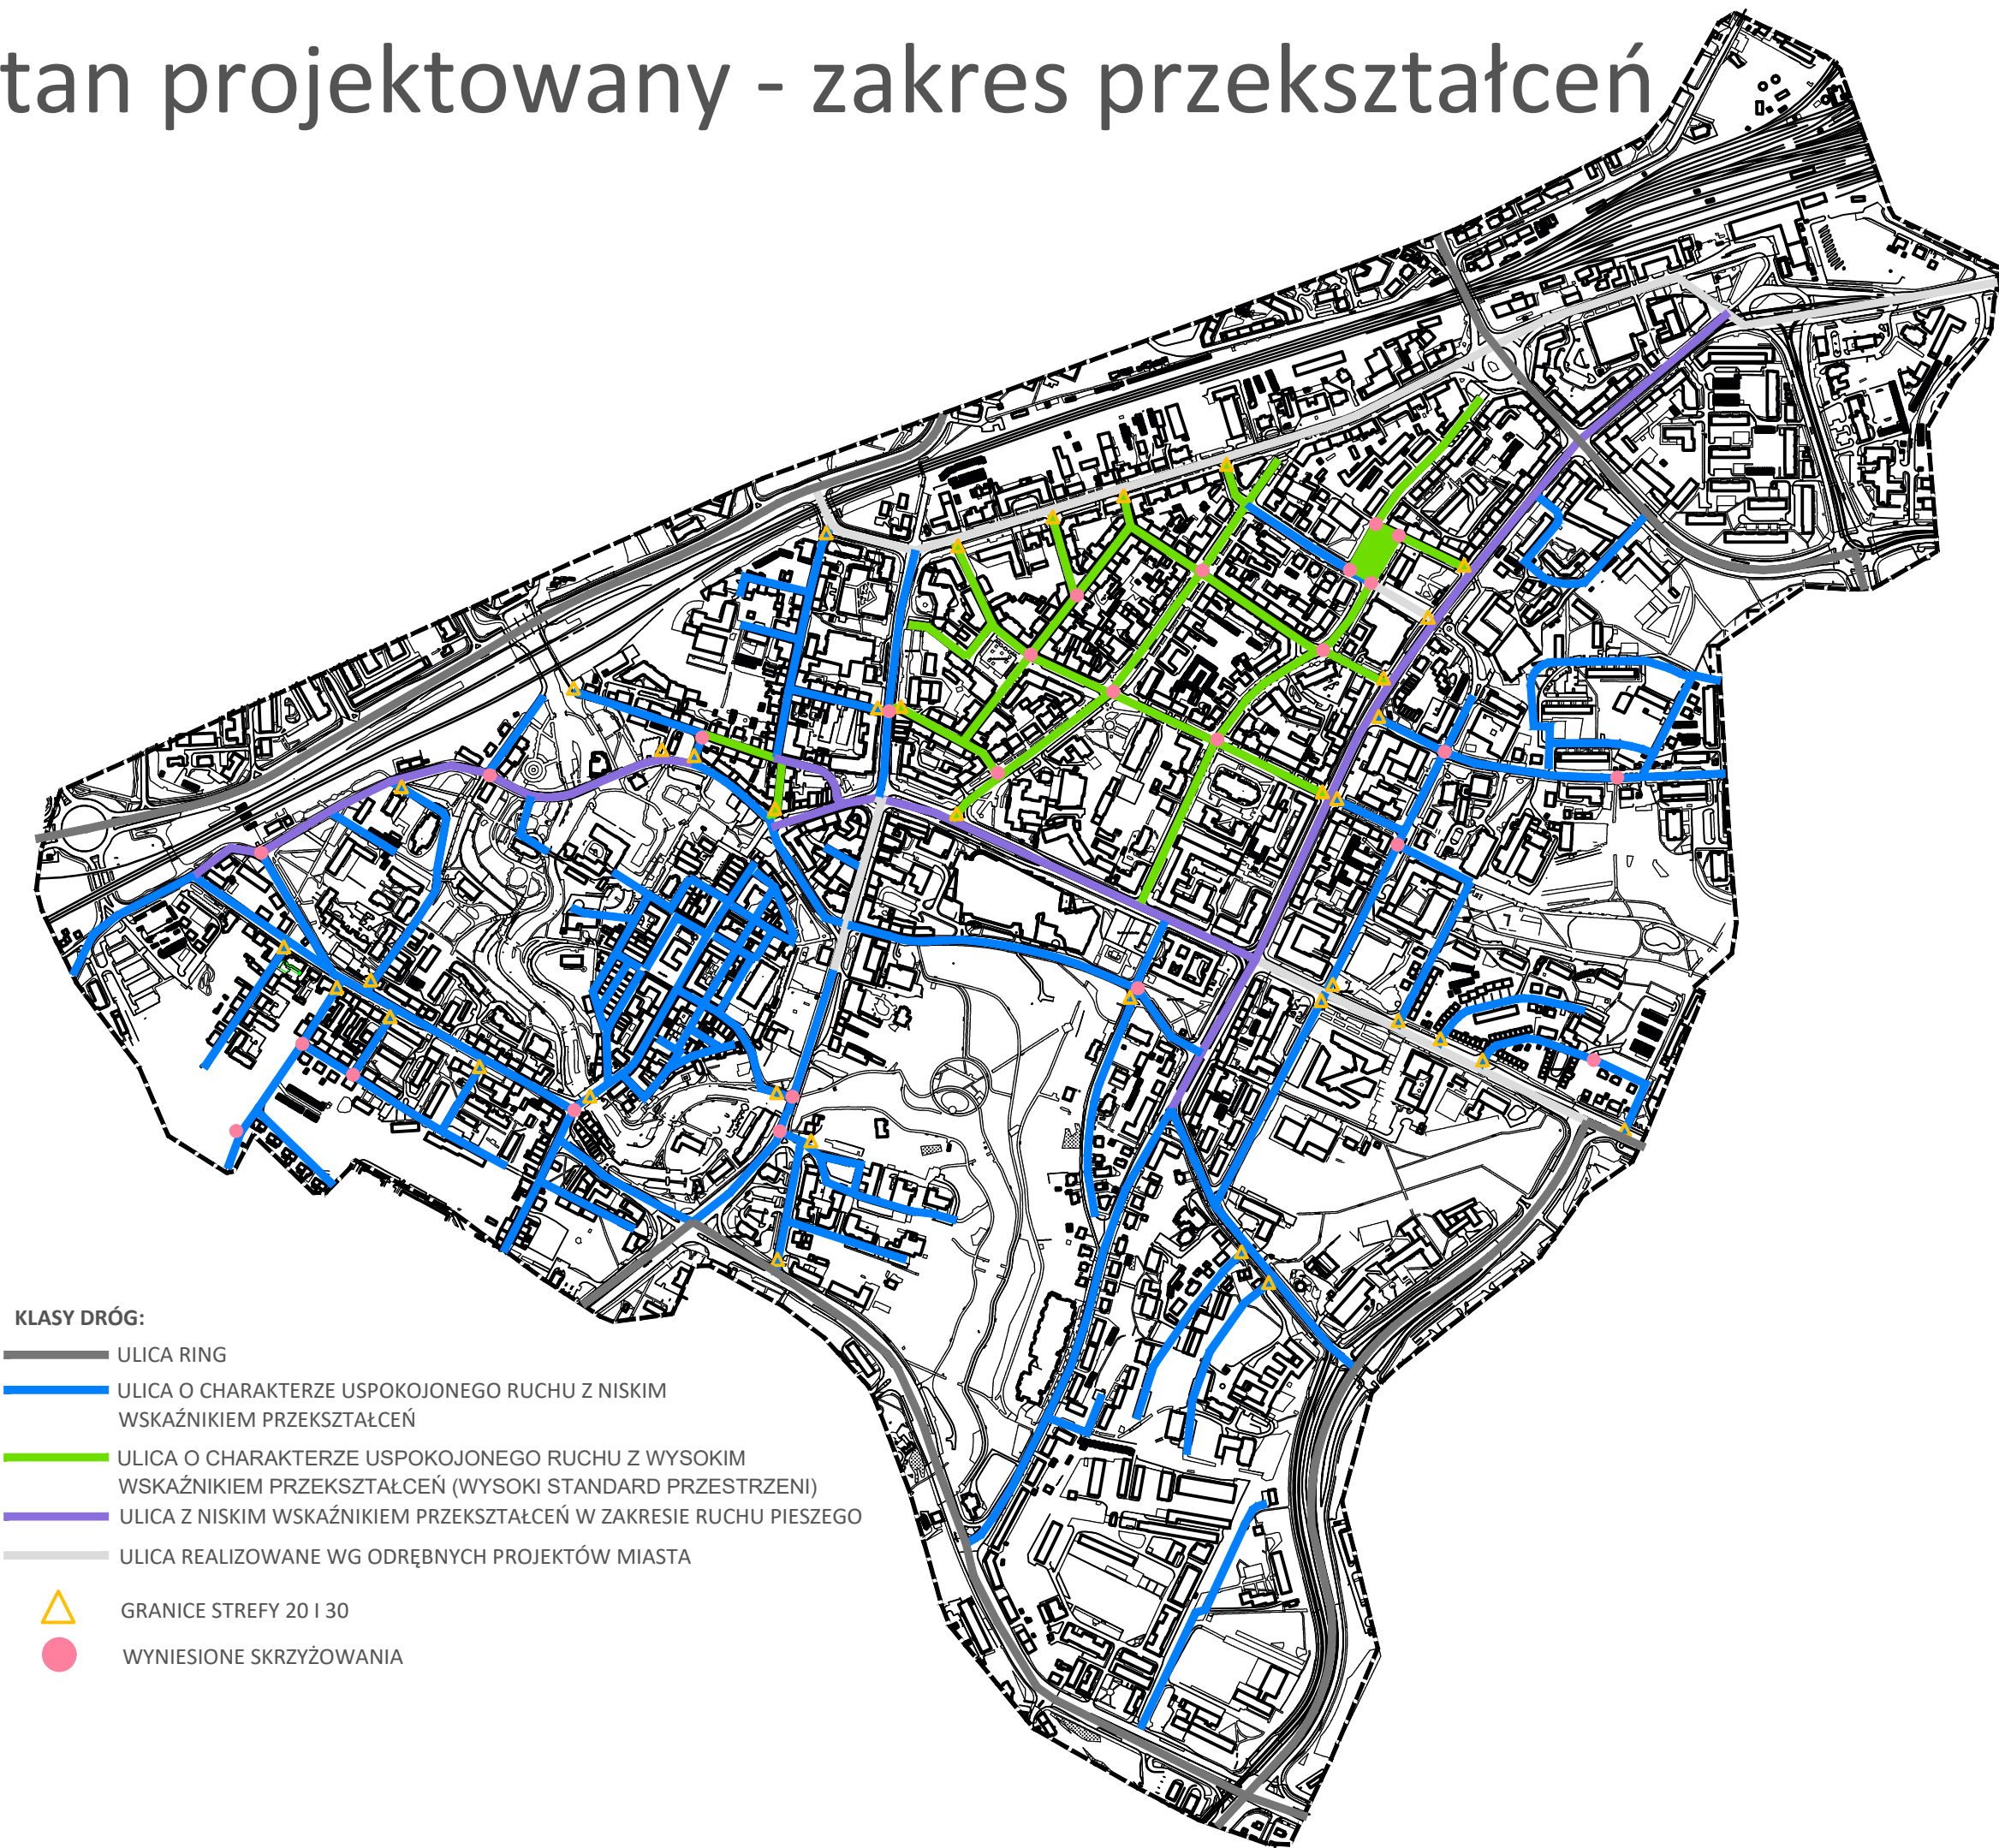 tan projektowany - zakres przekształceń
KLASY DRÓG:
ULICA RING
ULICA O CHARAKTERZE USPOKOJONEGO RUCHU Z NISKIM
WSKAŹNIKIEM PRZEKSZTAŁCEŃ
ULICA O CHARAKTERZE USPOKOJONEGO RUCHU Z WYSOKIM
WSKAŹNIKIEM PRZEKSZTAŁCEŃ (WYSOKI STANDARD PRZESTRZENI)
ULICA Z NISKIM WSKAŹNIKIEM PRZEKSZTAŁCEŃ W ZAKRESIE RUCHU PIESZEGO
ULICA REALIZOWANE WG ODRĘBNYCH PROJEKTÓW MIASTA
GRANICE STREFY 20 I 30
WYNIESIONE SKRZYŻOWANIA